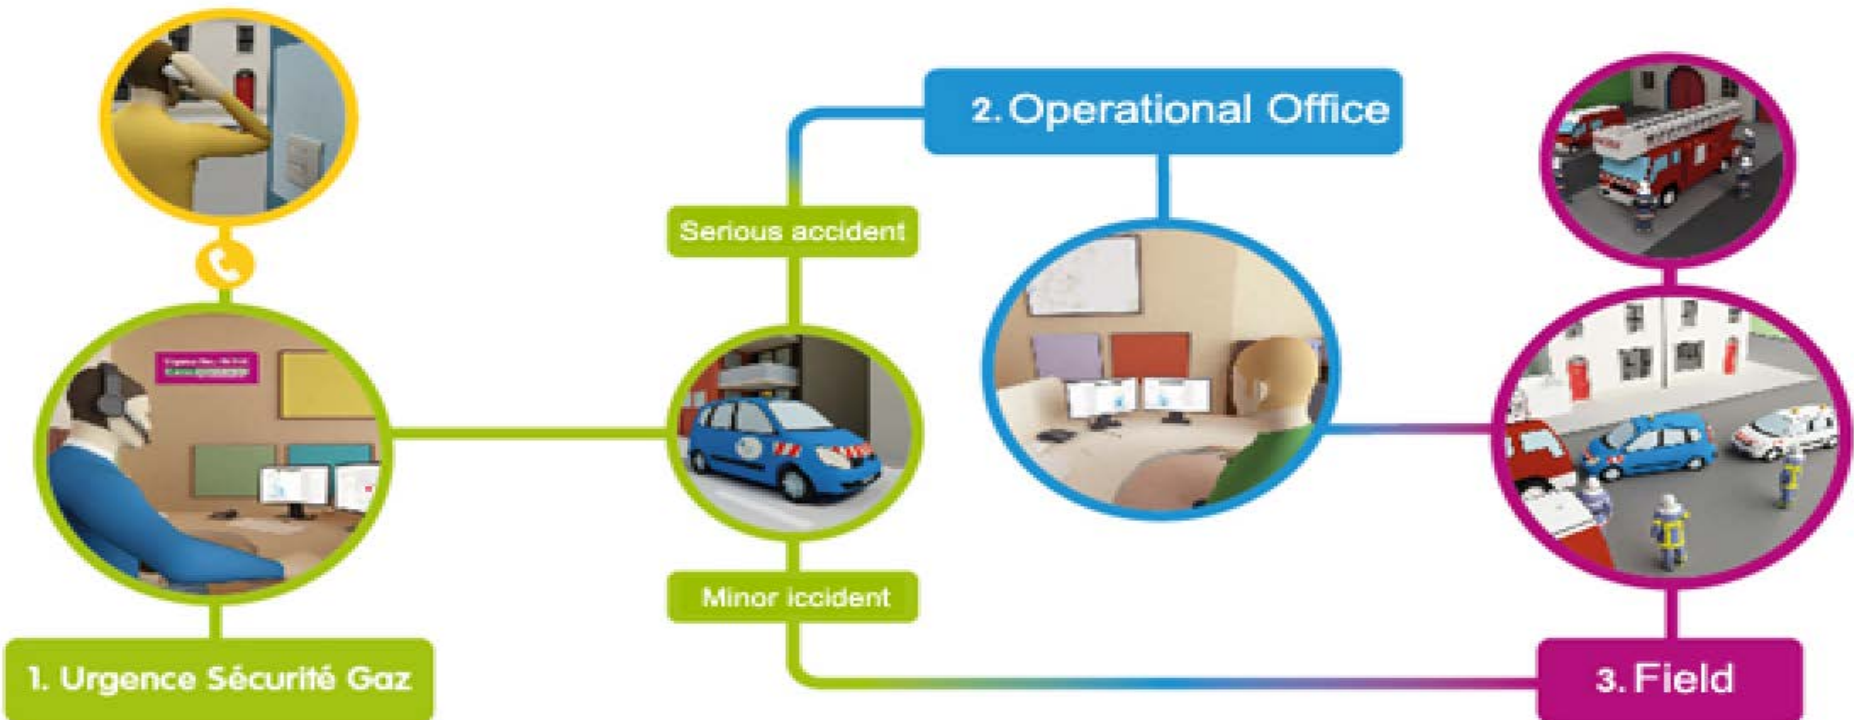 2. Operational Office
Serious accident
Minor iccident
1. Urgence Sécurité Gaz
3. Field